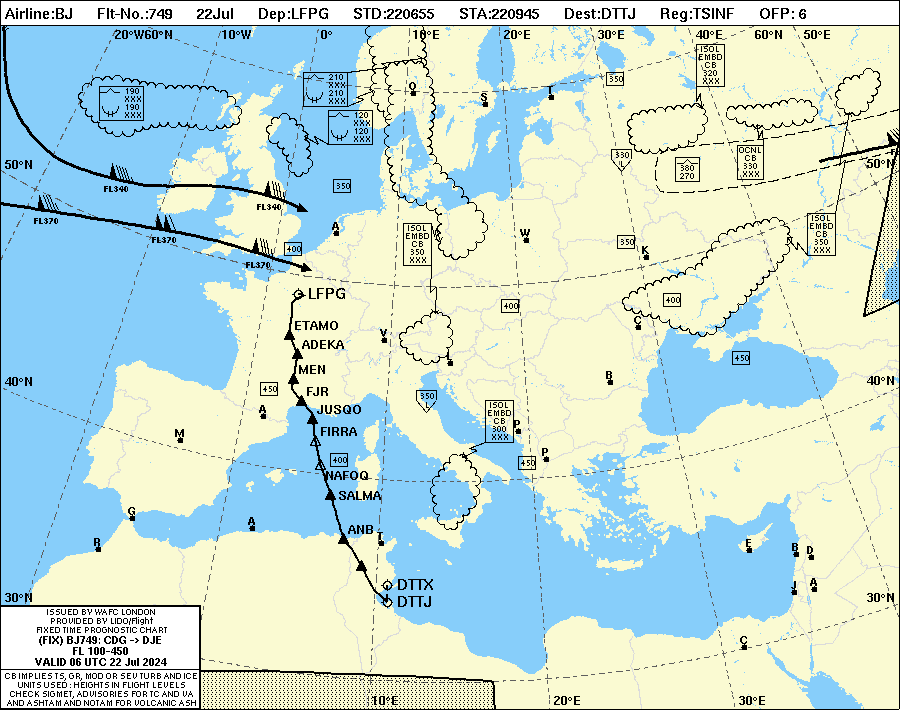 Airline:BJ Flt-No:749 22Jul Dep:LFPG STD:220655 STA:220945 Dest:DTTJ Reg:TSINF OFP: 6
20°W60°N 10°W 0° 10°E 20°E 30°E 40°E 60°N 50°E
ISOL
EMBD
CB
320
XXX
350
190
XXX
190
XXX
210
XXX
210
XXX
O
S
T
120
XXX
120
XXX
50°N
FL340
350
330
380
270
OCNL
CB
330
XXX
50°N
FL340
FL370
FL370
FL370
400
A
ISOL
EMBD
CB
350
XXX
W
350
K
ISOL
EMBD
CB
350
XXX
LFPG
400
400
ETAMO
ADEKA
V
C
L
450
MEN
40°N
450
FJR
350
B
40°N
JUSQO
A
ISOL
EMBD
CB
300
XXX
P
FIRRA
M
400
450
P
NAFOQ
SALMA
G
A
ANB
T
R
E
B
D
DTTX
J
A
30°N
DTTJ
30°N
C
10°E 20°E 30°E
ISSUED BY WAFC LONDON
PROVIDED BY LIDO/Flight
FIXED TIME PROGNOSTIC CHART
(FIX) BJ749: CDG -> DJE
FL 100-450
VALID 06 UTC 22 Jul 2024
CB IMPLIES TS, GR, MOD OR SEV TURB AND ICE
UNITS USED : HEIGHTS IN FLIGHT LEVELS
CHECK SIGMET, ADVISORIES FOR TC AND VA
AND ASHTAM AND NOTAM FOR VOLCANIC ASH